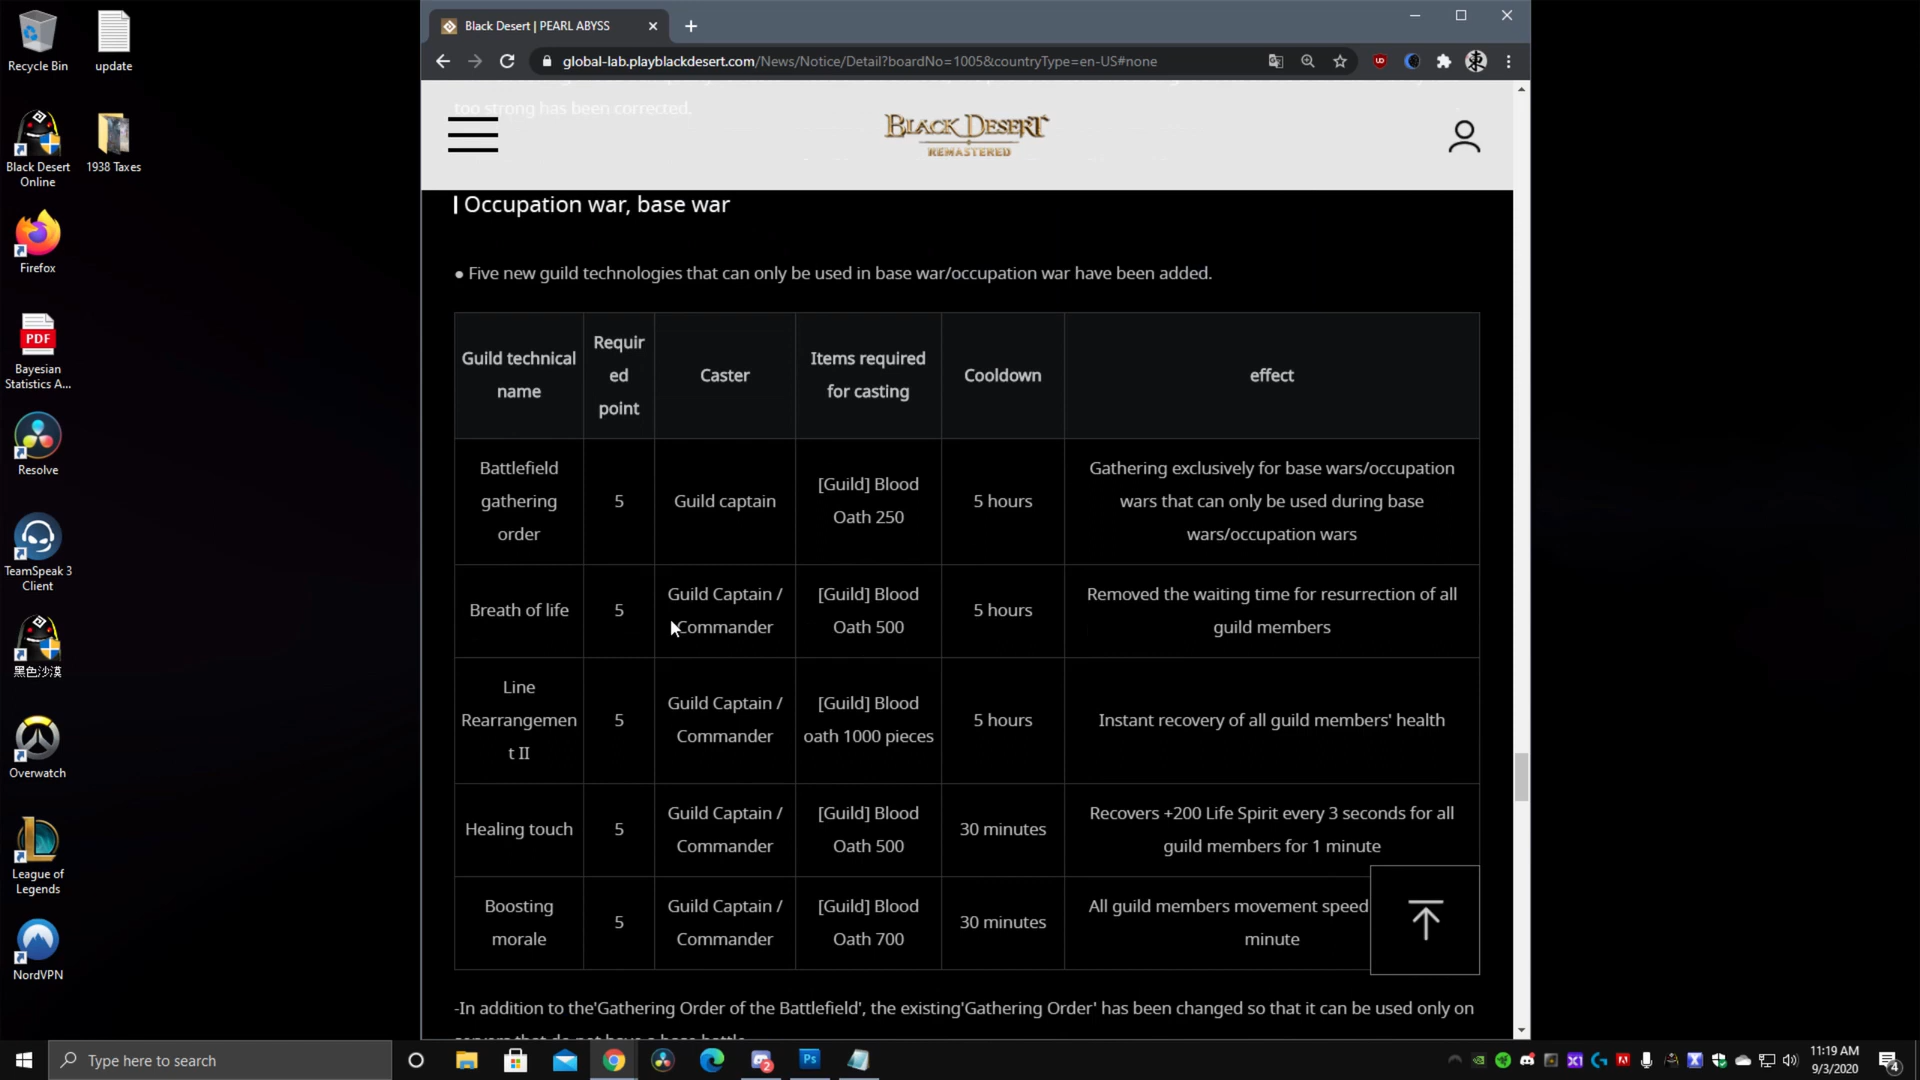 Recycle Bin
update
Black Desert
Online
1938 Taxes
Firefox
PDF
Bayesian
Statistics A...
Resolve
TeamSpeak 3
Client
黑色沙漠
Overwatch
League of
Legends
NordVPN
Black Desert | PEARL ABYSS
global-lab.playblackdesert.com/News/Notice/Detail?boardNo=1005&countryType=en-US#none
too strong has been corrected.
BLACK DESERT
REMASTERED
Occupation war, base war
● Five new guild technologies that can only be used in base war/occupation war have been added.
Guild technical
name
Requir
ed
point
Caster
Items required
for casting
Cooldown
effect
Battlefield
gathering
order
5
Guild captain
[Guild] Blood
Oath 250
5 hours
Gathering exclusively for base wars/occupation
wars that can only be used during base
wars/occupation wars
Breath of life
5
Guild Captain /
Commander
[Guild] Blood
Oath 500
5 hours
Removed the waiting time for resurrection of all
guild members
Line
Rearrangemen
t II
5
Guild Captain /
Commander
[Guild] Blood
oath 1000 pieces
5 hours
Instant recovery of all guild members' health
Healing touch
5
Guild Captain /
Commander
[Guild] Blood
Oath 500
30 minutes
Recovers +200 Life Spirit every 3 seconds for all
guild members for 1 minute
Boosting
morale
5
Guild Captain /
Commander
[Guild] Blood
Oath 700
30 minutes
All guild members movement speed
minute
-In addition to the'Gathering Order of the Battlefield', the existing'Gathering Order' has been changed so that it can be used only on
servers that do not have a base battle.
Type here to search
Ps
2
11:19 AM
9/3/2020
4